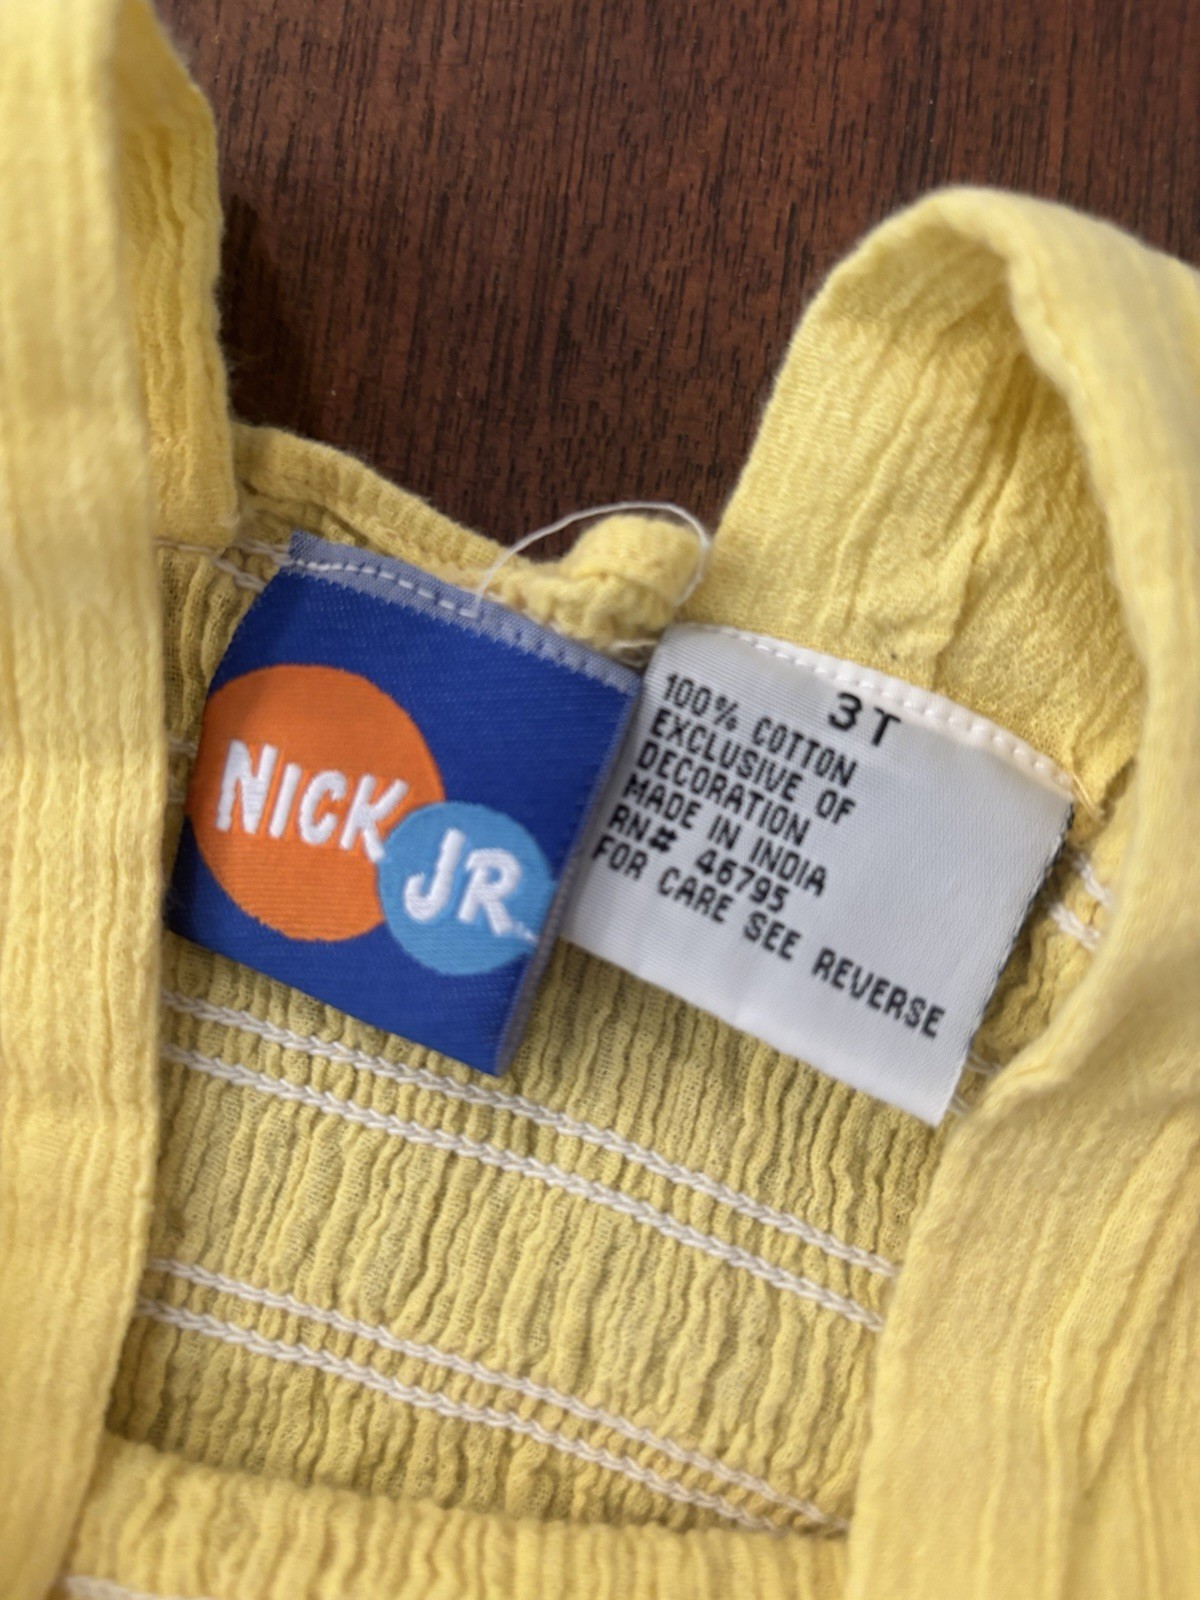 NICK
JR.
3T
100% COTTON
EXCLUSIVE OF
DECORATION
MADE IN INDIA
RN# 46795
FOR CARE SEE REVERSE